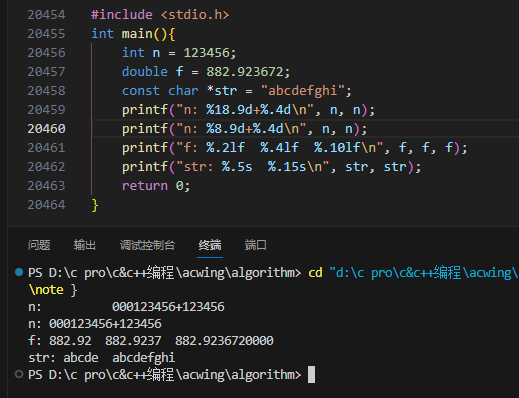 20454 #include <stdio.h>
20455 int main(){
20456     int n = 123456;
20457     double f = 882.923672;
20458     const char *str = "abcdefghi";
20459     printf("n: %18.9d+%.4d\n", n, n);
20460     printf("n: %8.9d+%.4d\n", n, n);
20461     printf("f: %.2lf  %.4lf  %.10lf\n", f, f, f);
20462     printf("str: %.5s  %.15s\n", str, str);
20463     return 0;
20464 }
问题 输出 调试控制台 终端 端口
PS D:\c pro\c&c++编程\acwing\algorithm> cd "d:\c pro\c&c++编程\acwing\
\note }
n:          000123456+123456
n: 000123456+123456
f: 882.92  882.9237  882.9236720000
str: abcde  abcdefghi
PS D:\c pro\c&c++编程\acwing\algorithm>